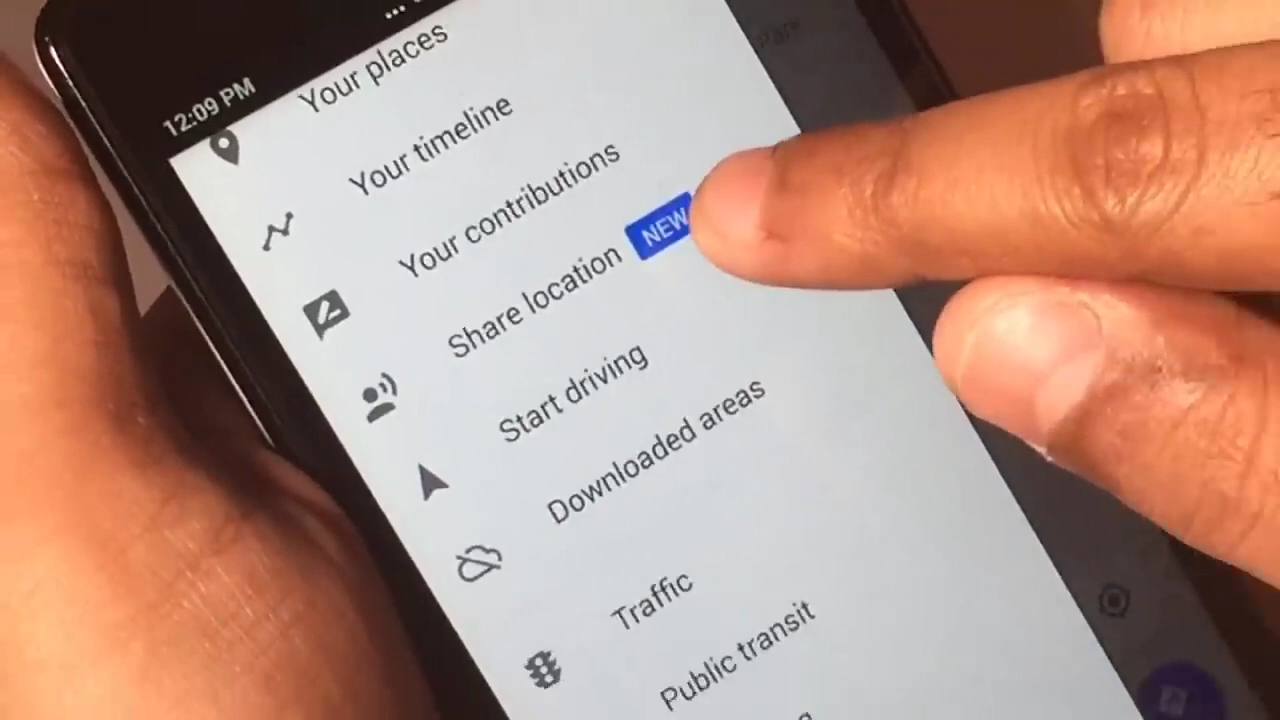 12:09 PM
Your places
Your timeline
Your contributions
Share location NEW
Start driving
Downloaded areas
Traffic
Public transit
Park